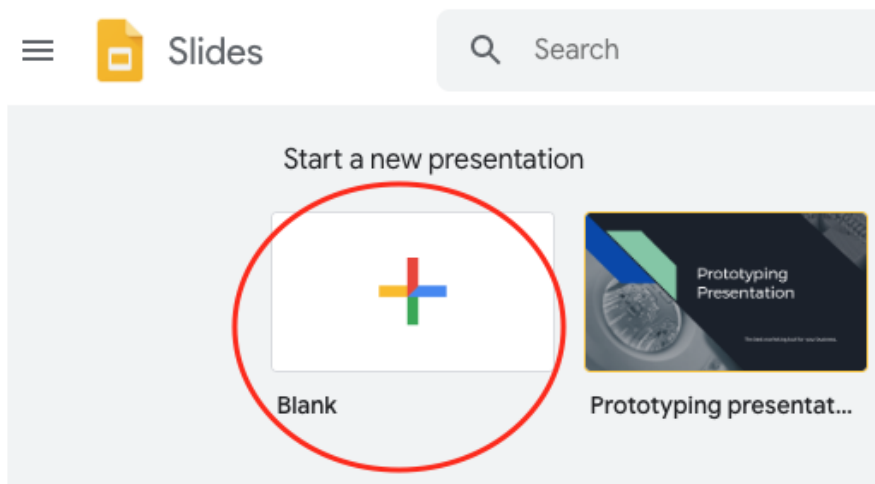 Slides
Search
Start a new presentation
Prototyping
Presentation
Blank
Prototyping presentat...